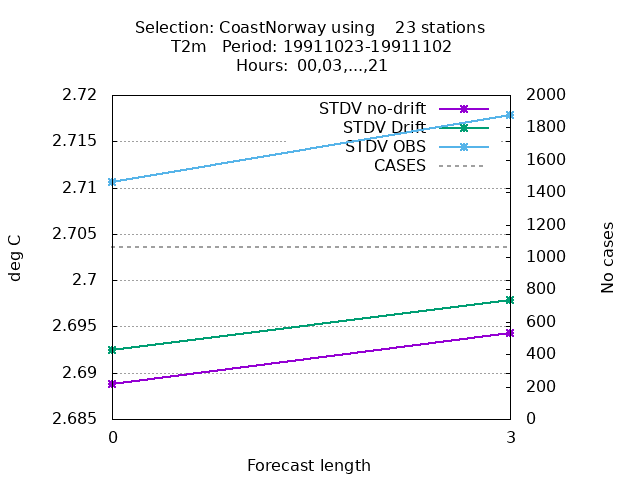 Selection: CoastNorway using    23 stations
T2m   Period: 19911023-19911102
Hours:  00,03,...,21
2.72
2.715
2.71
2.705
2.7
2.695
2.69
2.685
deg C
STDV no-drift
STDV Drift
STDV OBS
CASES
2000
1800
1600
1400
1200
1000
800
600
400
200
0
No cases
0
3
Forecast length